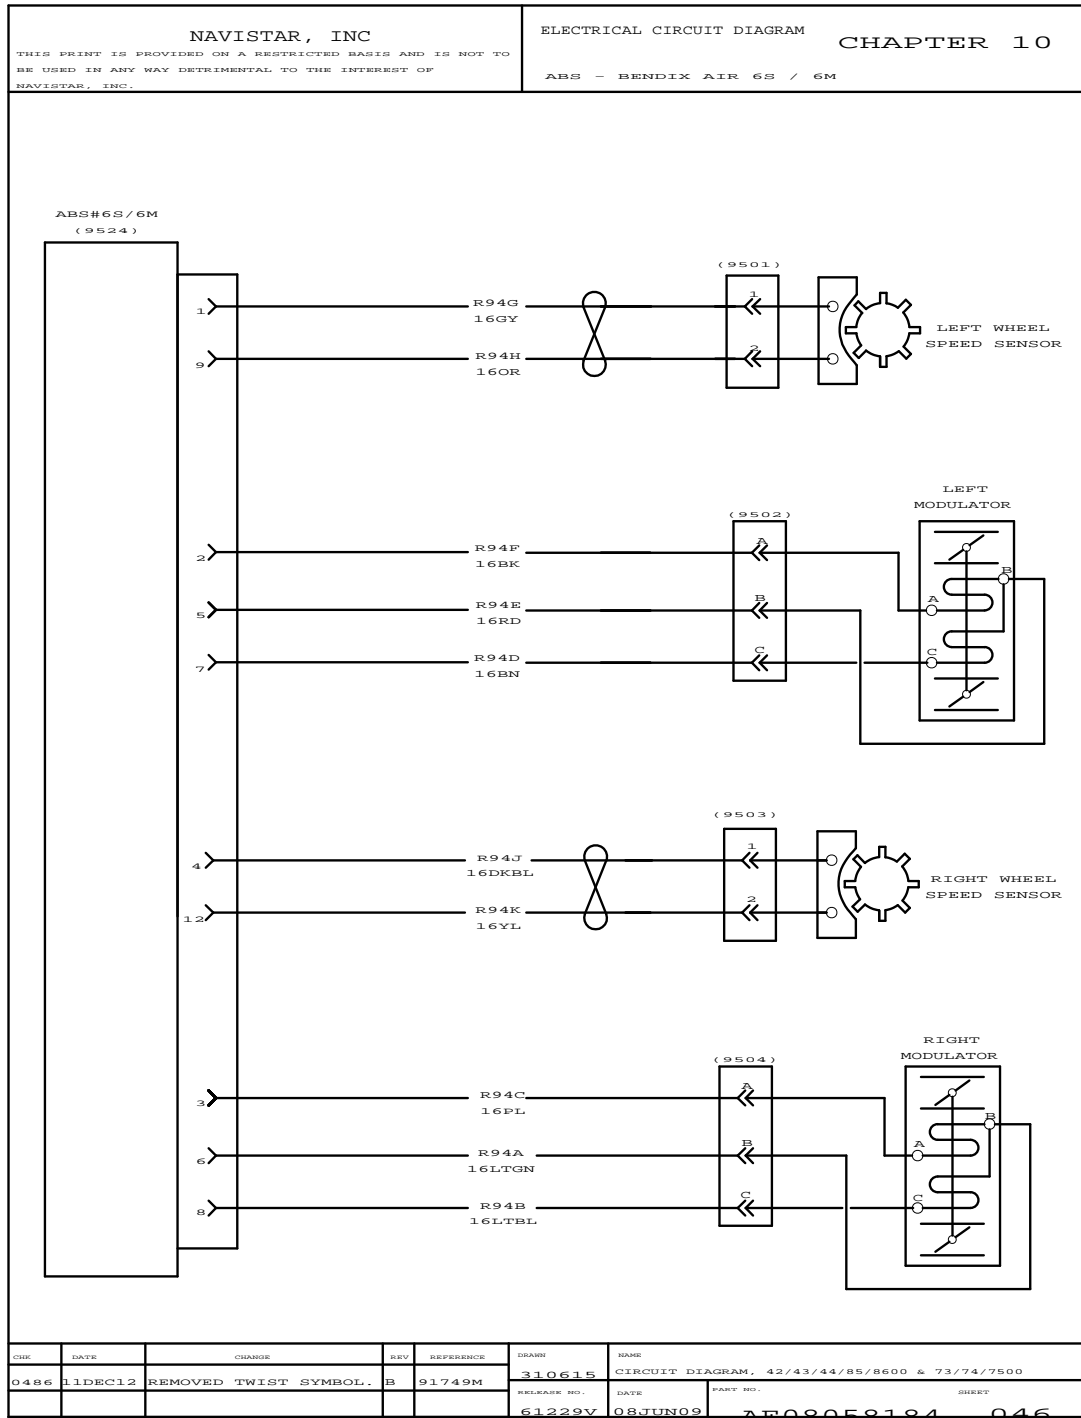 NAVISTAR, INC
THIS PRINT IS PROVIDED ON A RESTRICTED BASIS AND IS NOT TO
BE USED IN ANY WAY DETRIMENTAL TO THE INTEREST OF
NAVISTAR, INC.
ELECTRICAL CIRCUIT DIAGRAM
CHAPTER 10
ABS - BENDIX AIR 6S / 6M
ABS#6S/6M
(9524)
(9501)
1
R94G
16GY
1
LEFT WHEEL
SPEED SENSOR
9
R94H
16OR
2
LEFT
MODULATOR
(9502)
2
R94F
16BK
A
B
5
R94E
16RD
B
A
7
R94D
16BN
C
C
(9503)
4
R94J
16DKBL
1
RIGHT WHEEL
SPEED SENSOR
12
R94K
16YL
2
RIGHT
MODULATOR
(9504)
3
R94C
16PL
A
B
6
R94A
16LTGN
B
A
8
R94B
16LTBL
C
C
CHK DATE CHANGE REV REFERENCE
0486 11DEC12 REMOVED TWIST SYMBOL. B 91749M
DRAWN
310615
NAME
CIRCUIT DIAGRAM, 42/43/44/85/8600 & 73/74/7500
RELEASE NO.
61229V
DATE
08JUN09
PART NO.
AE08058184
SHEET
046